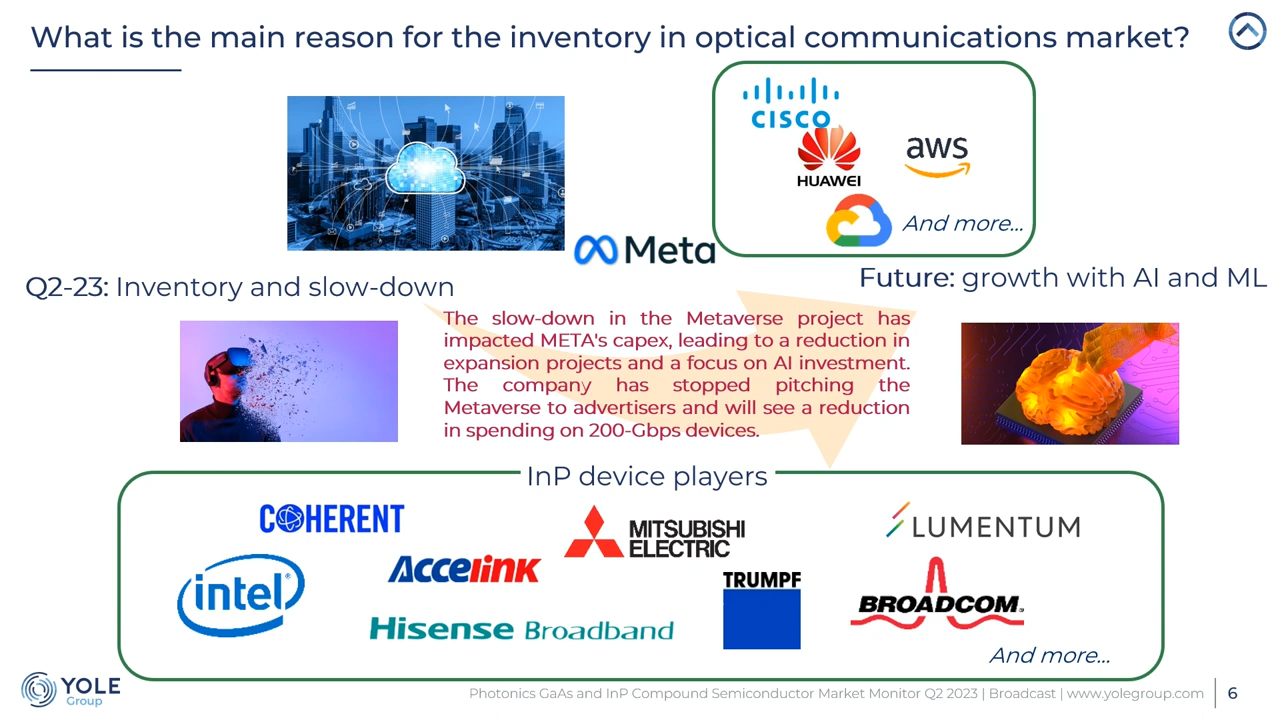 What is the main reason for the inventory in optical communications market?
CISCO
HUAWEI
aws
And more...
Meta
Q2-23: Inventory and slow-down
Future: growth with AI and ML
The slow-down in the Metaverse project has
impacted META's capex, leading to a reduction in
expansion projects and a focus on AI investment.
The company has stopped pitching the
Metaverse to advertisers and will see a reduction
in spending on 200-Gbps devices.
InP device players
COHERENT
MITSUBISHI
ELECTRIC
LUMENTUM
intel
Accelink
TRUMPF
BROADCOM
Hisense Broadband
And more...
YOLE
Group
Photonics GaAs and InP Compound Semiconductor Market Monitor Q2 2023 | Broadcast | www.yolegroup.com
6